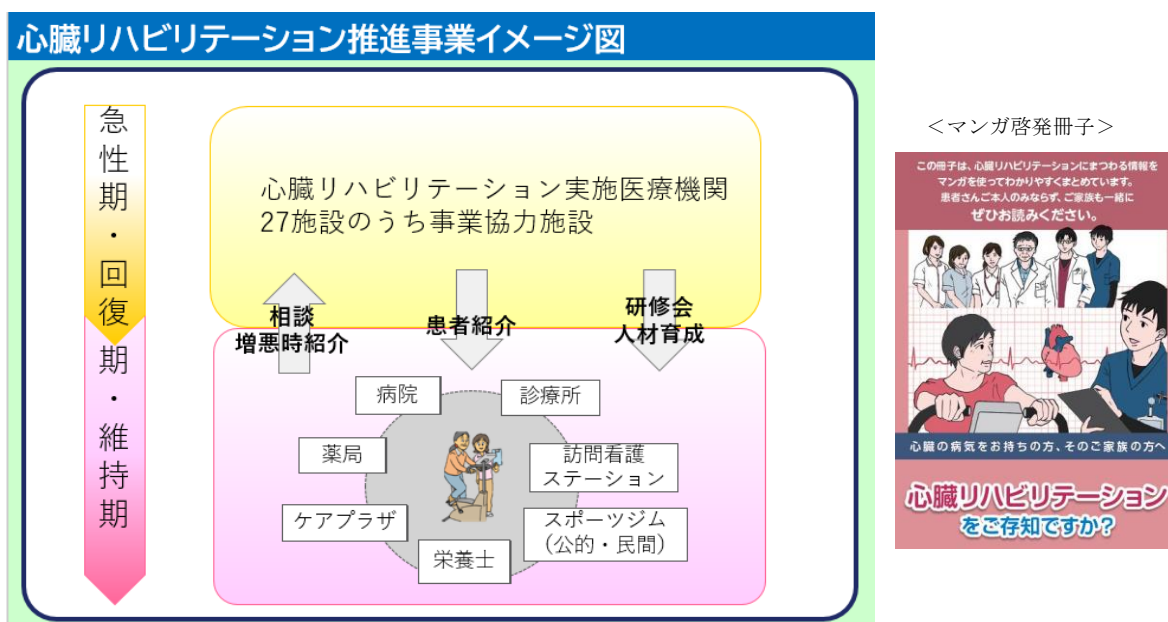 心臓リハビリテーション推進事業イメージ図
急性期・回復期・維持期
心臓リハビリテーション実施医療機関
27施設のうち事業協力施設
相談
増悪時紹介
患者紹介
研修会
人材育成
病院
診療所
薬局
訪問看護
ステーション
ケアプラザ
スポーツジム
（公的・民間）
栄養士
＜マンガ啓発冊子＞
この冊子は、心臓リハビリテーションにまつわる情報を
マンガを使ってわかりやすくまとめています。
患者さんご本人のみならず、ご家族も一緒に
ぜひお読みください。
心臓の病気をお持ちの方、そのご家族の方へ
心臓リハビリテーション
をご存知ですか？